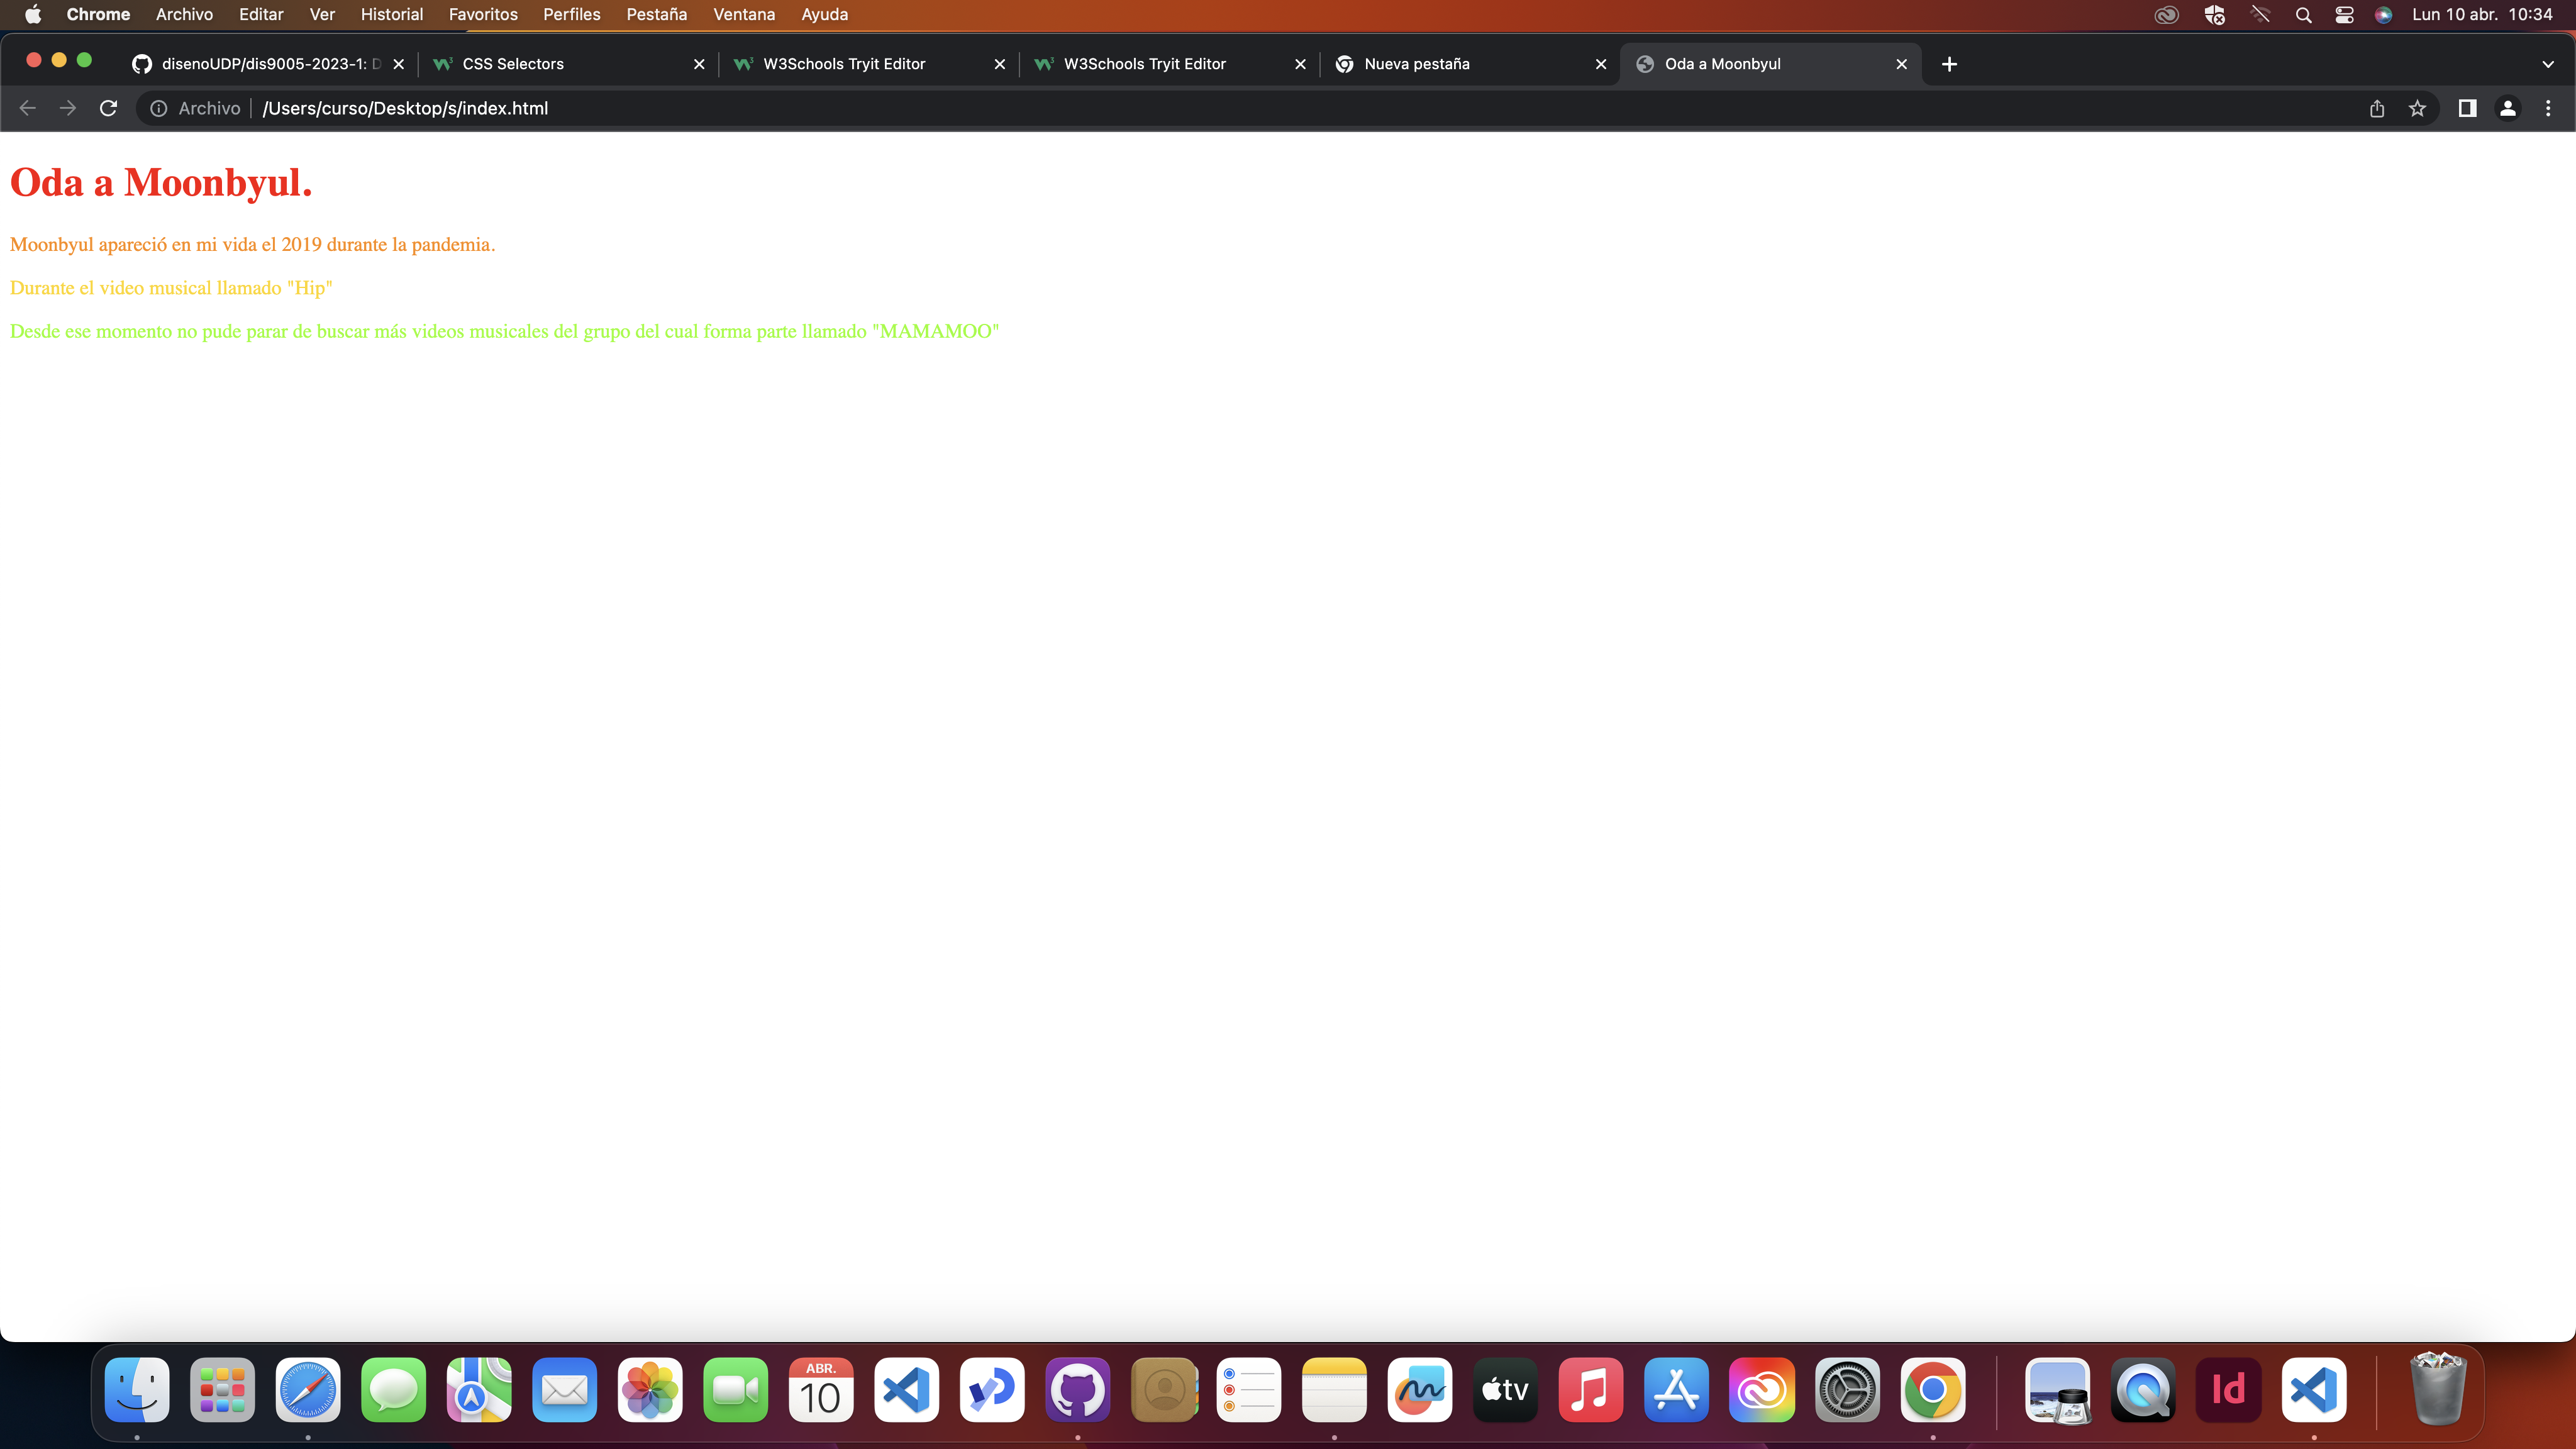 Chrome Archivo Editar Ver Historial Favoritos Perfiles Pestaña Ventana Ayuda Lun 10 abr. 10:34
disenoUDP/dis9005-2023-1: D CSS Selectors W3Schools Tryit Editor W3Schools Tryit Editor Nueva pestaña Oda a Moonbyul
Archivo /Users/curso/Desktop/s/index.html
Oda a Moonbyul.
Moonbyul apareció en mi vida el 2019 durante la pandemia.
Durante el video musical llamado "Hip"
Desde ese momento no pude parar de buscar más videos musicales del grupo del cual forma parte llamado "MAMAMOO"
ABR.
10
tv
Id